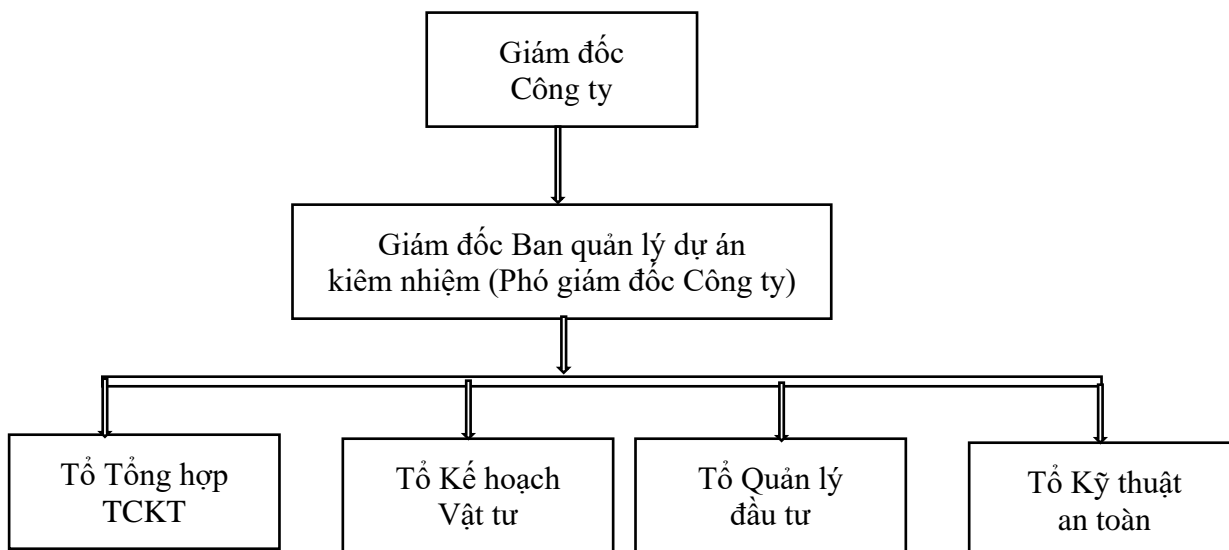 Giám đốc
Công ty
Giám đốc Ban quản lý dự án
kiêm nhiệm (Phó giám đốc Công ty)
Tổ Tổng hợp
TCKT
Tổ Kế hoạch
Vật tư
Tổ Quản lý
đầu tư
Tổ Kỹ thuật
an toàn